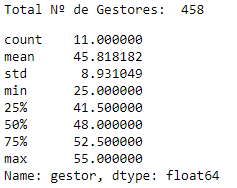 Total Nº de Gestores:  458
count    11.000000
mean     45.818182
std       8.931049
min      25.000000
25%      41.500000
50%      48.000000
75%      52.500000
max      55.000000
Name: gestor, dtype: float64